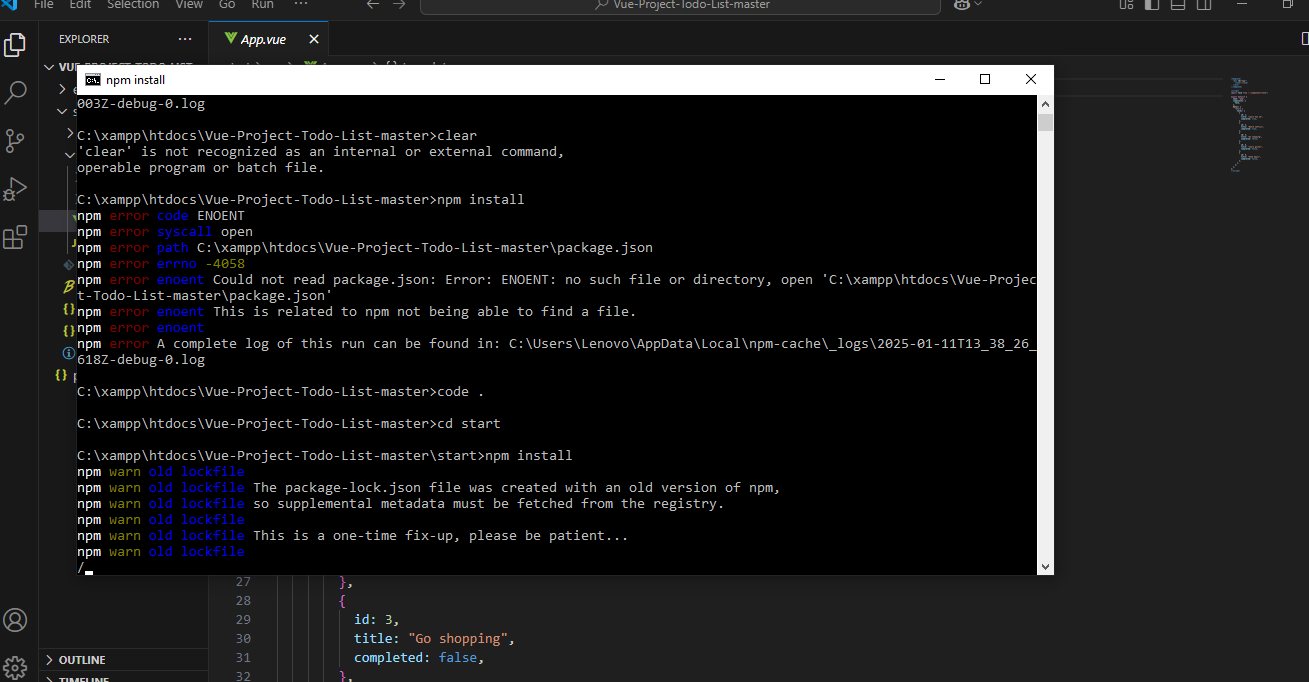 File Edit Selection View Go Run ···
Vue-Project-Todo-List-master
EXPLORER ···
App.vue
npm install
003Z-debug-0.log
C:\xampp\htdocs\Vue-Project-Todo-List-master>clear
'clear' is not recognized as an internal or external command,
operable program or batch file.
C:\xampp\htdocs\Vue-Project-Todo-List-master>npm install
npm error code ENOENT
npm error syscall open
npm error path C:\xampp\htdocs\Vue-Project-Todo-List-master\package.json
npm error errno -4058
npm error enoent Could not read package.json: Error: ENOENT: no such file or directory, open 'C:\xampp\htdocs\Vue-Projec
t-Todo-List-master\package.json'
npm error enoent This is related to npm not being able to find a file.
npm error enoent
npm error A complete log of this run can be found in: C:\Users\Lenovo\AppData\Local\npm-cache\_logs\2025-01-11T13_38_26_
618Z-debug-0.log
C:\xampp\htdocs\Vue-Project-Todo-List-master>code .
C:\xampp\htdocs\Vue-Project-Todo-List-master>cd start
C:\xampp\htdocs\Vue-Project-Todo-List-master\start>npm install
npm warn old lockfile
npm warn old lockfile The package-lock.json file was created with an old version of npm,
npm warn old lockfile so supplemental metadata must be fetched from the registry.
npm warn old lockfile
npm warn old lockfile This is a one-time fix-up, please be patient...
npm warn old lockfile
/
27 },
28 {
29 id: 3,
30 title: "Go shopping",
31 completed: false,
32 },
OUTLINE
TIMELINE